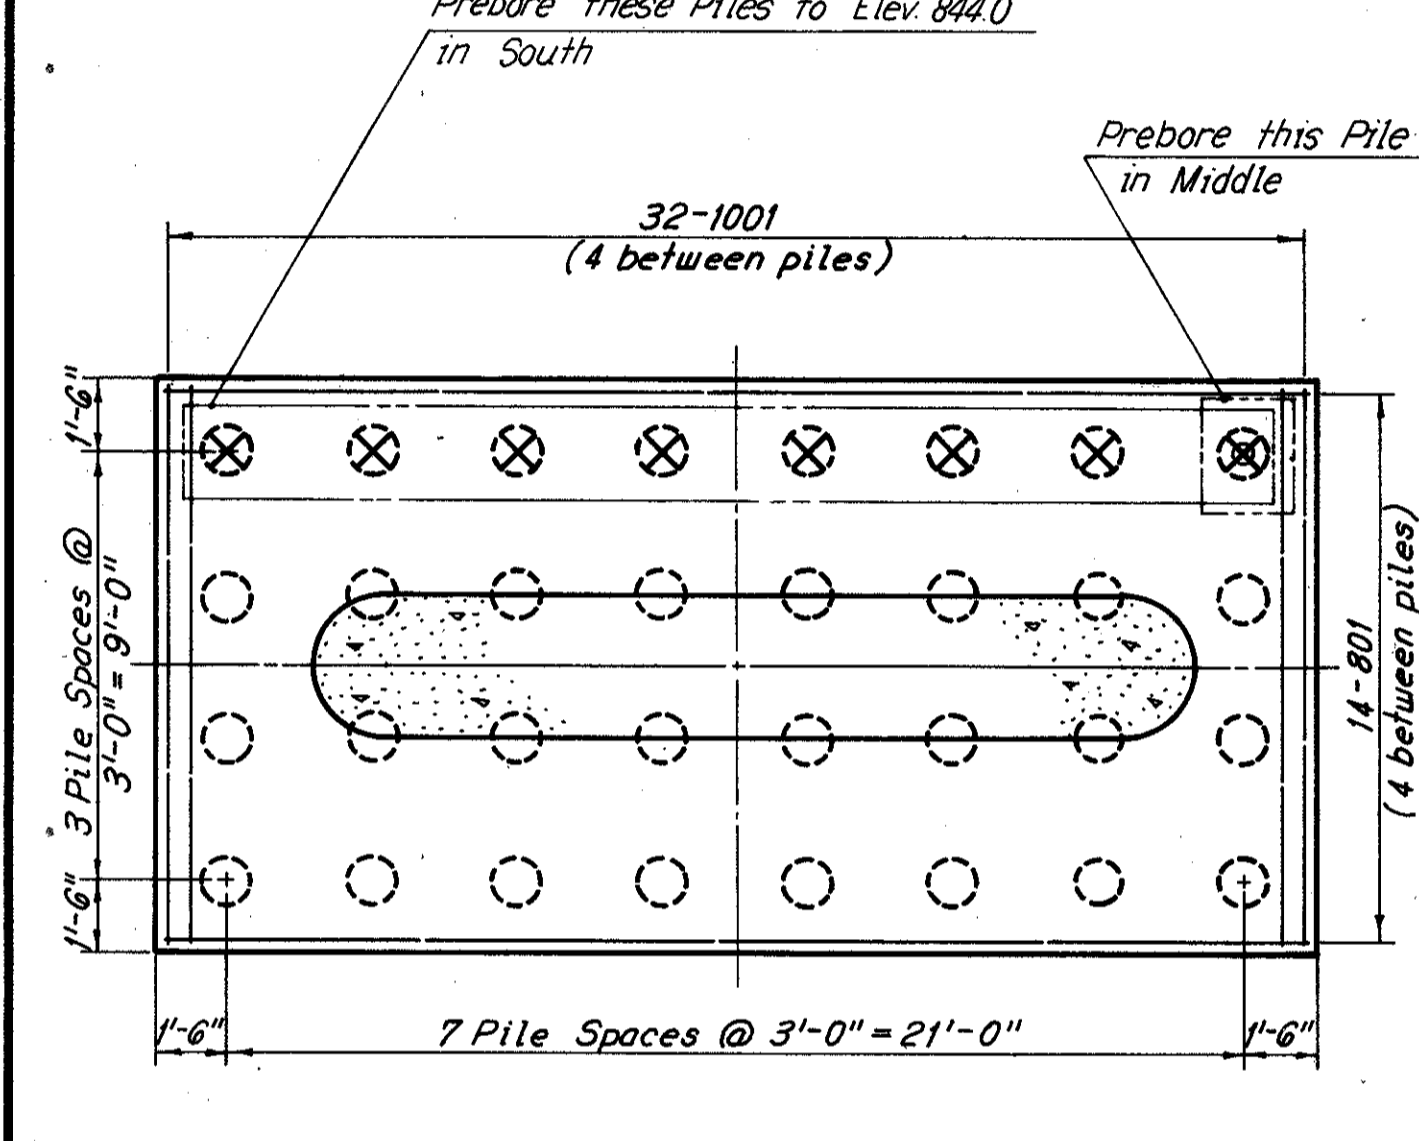 Prebore these Piles to Elev. 844.0
in South
Prebore this Pile
in Middle
32-1001
(4 between piles)
1'-6"
3 Pile Spaces @
3'-0" = 9'-0"
1'-6"
14-801
(4 between piles)
1'-6"
7 Pile Spaces @ 3'-0" = 21'-0"
1'-6"